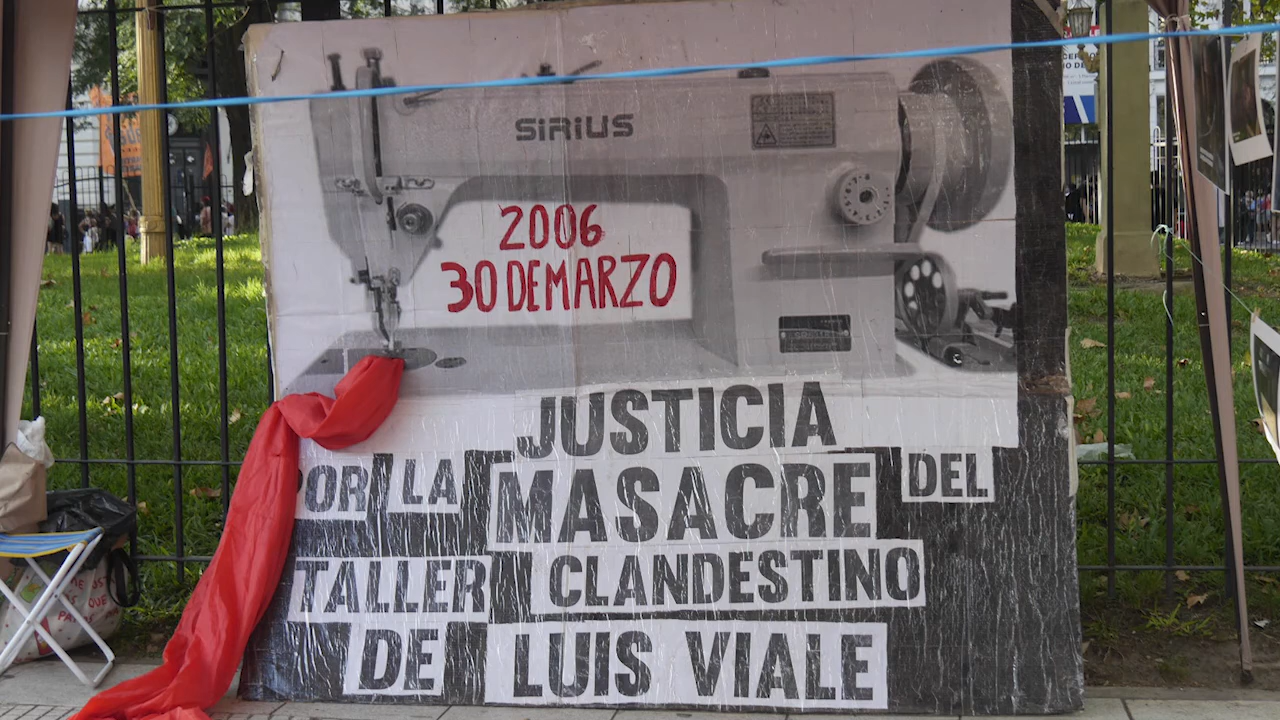 SiRiUS
2006
30 DE MARZO
JUSTICIA
POR LA MASACRE DEL
TALLER CLANDESTINO
DE LUIS VIALE